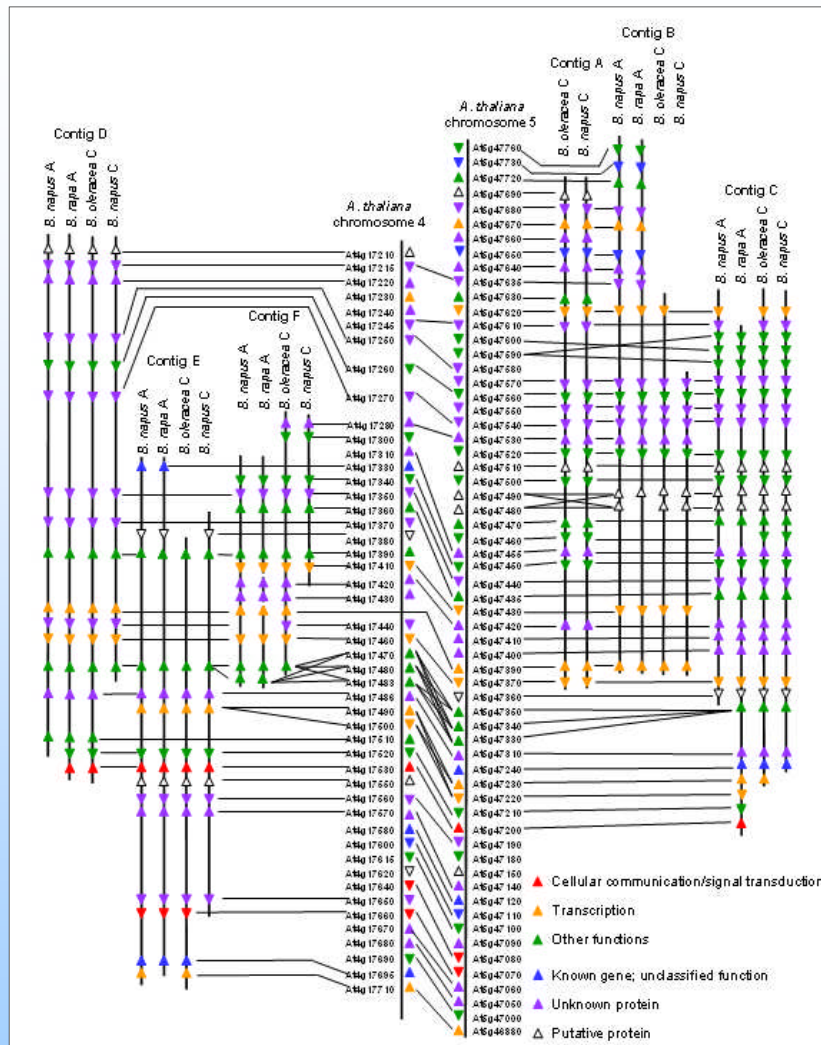 Contig B
Contig A
B. oleracea C
B. napus C
B. napus A
B. rapa A
B. oleracea C
B. napus C
A. thaliana
chromosome 5
Contig D
B. napus A
B. rapa A
B. oleracea C
B. napus C
A. thaliana
chromosome 4
Contig C
B. napus A
B. rapa A
B. oleracea C
B. napus C
Contig F
B. napus A
B. rapa A
B. oleracea C
B. napus C
Contig E
B. napus A
B. rapa A
B. oleracea C
B. napus C
At4g17210
At4g17215
At4g17220
At4g17230
At4g17240
At4g17245
At4g17250
At4g17260
At4g17270
At4g17280
At4g17300
At4g17310
At4g17330
At4g17340
At4g17350
At4g17360
At4g17370
At4g17380
At4g17390
At4g17410
At4g17420
At4g17430
At4g17440
At4g17460
At4g17470
At4g17480
At4g17483
At4g17486
At4g17490
At4g17500
At4g17510
At4g17520
At4g17530
At4g17550
At4g17560
At4g17570
At4g17580
At4g17600
At4g17615
At4g17620
At4g17640
At4g17650
At4g17660
At4g17670
At4g17680
At4g17690
At4g17695
At4g17710
At5g47760
At5g47730
At5g47720
At5g47690
At5g47680
At5g47670
At5g47660
At5g47650
At5g47640
At5g47635
At5g47630
At5g47620
At5g47610
At5g47600
At5g47590
At5g47580
At5g47570
At5g47560
At5g47550
At5g47540
At5g47530
At5g47520
At5g47510
At5g47500
At5g47490
At5g47480
At5g47470
At5g47460
At5g47455
At5g47450
At5g47440
At5g47435
At5g47430
At5g47420
At5g47410
At5g47400
At5g47390
At5g47370
At5g47360
At5g47350
At5g47340
At5g47330
At5g47310
At5g47240
At5g47230
At5g47220
At5g47210
At5g47200
At5g47190
At5g47180
At5g47150
At5g47140
At5g47120
At5g47110
At5g47100
At5g47090
At5g47080
At5g47070
At5g47060
At5g47050
At5g47000
At5g46880
Cellular communication/signal transduction
Transcription
Other functions
Known gene; unclassified function
Unknown protein
Putative protein